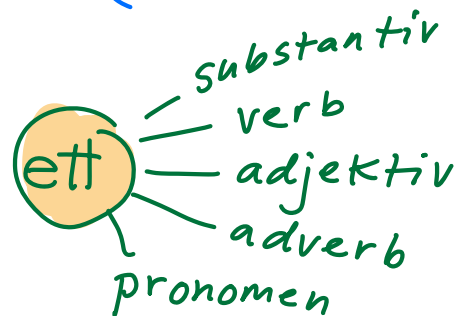 substantiv
verb
ett
adjektiv
adverb
pronomen